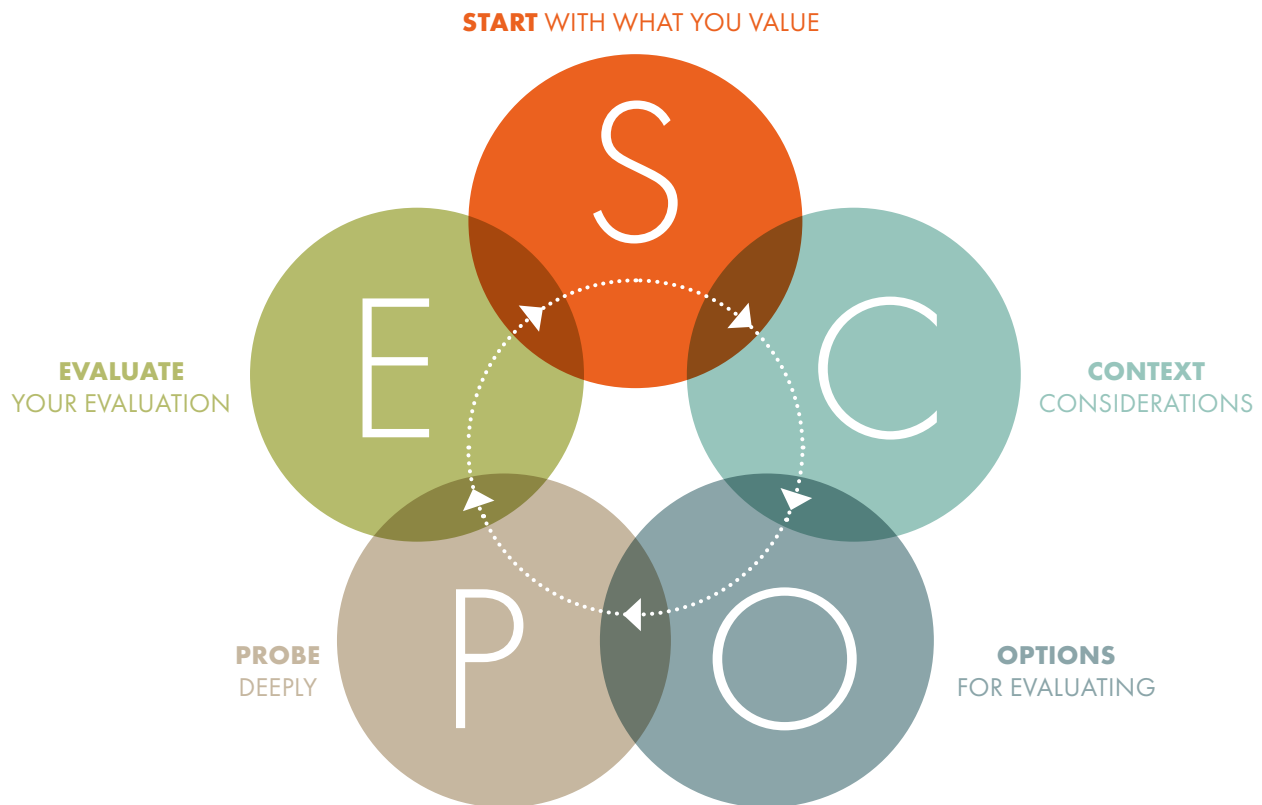 START WITH WHAT YOU VALUE
S
E
C
EVALUATE
YOUR EVALUATION
CONTEXT
CONSIDERATIONS
P
O
PROBE
DEEPLY
OPTIONS
FOR EVALUATING